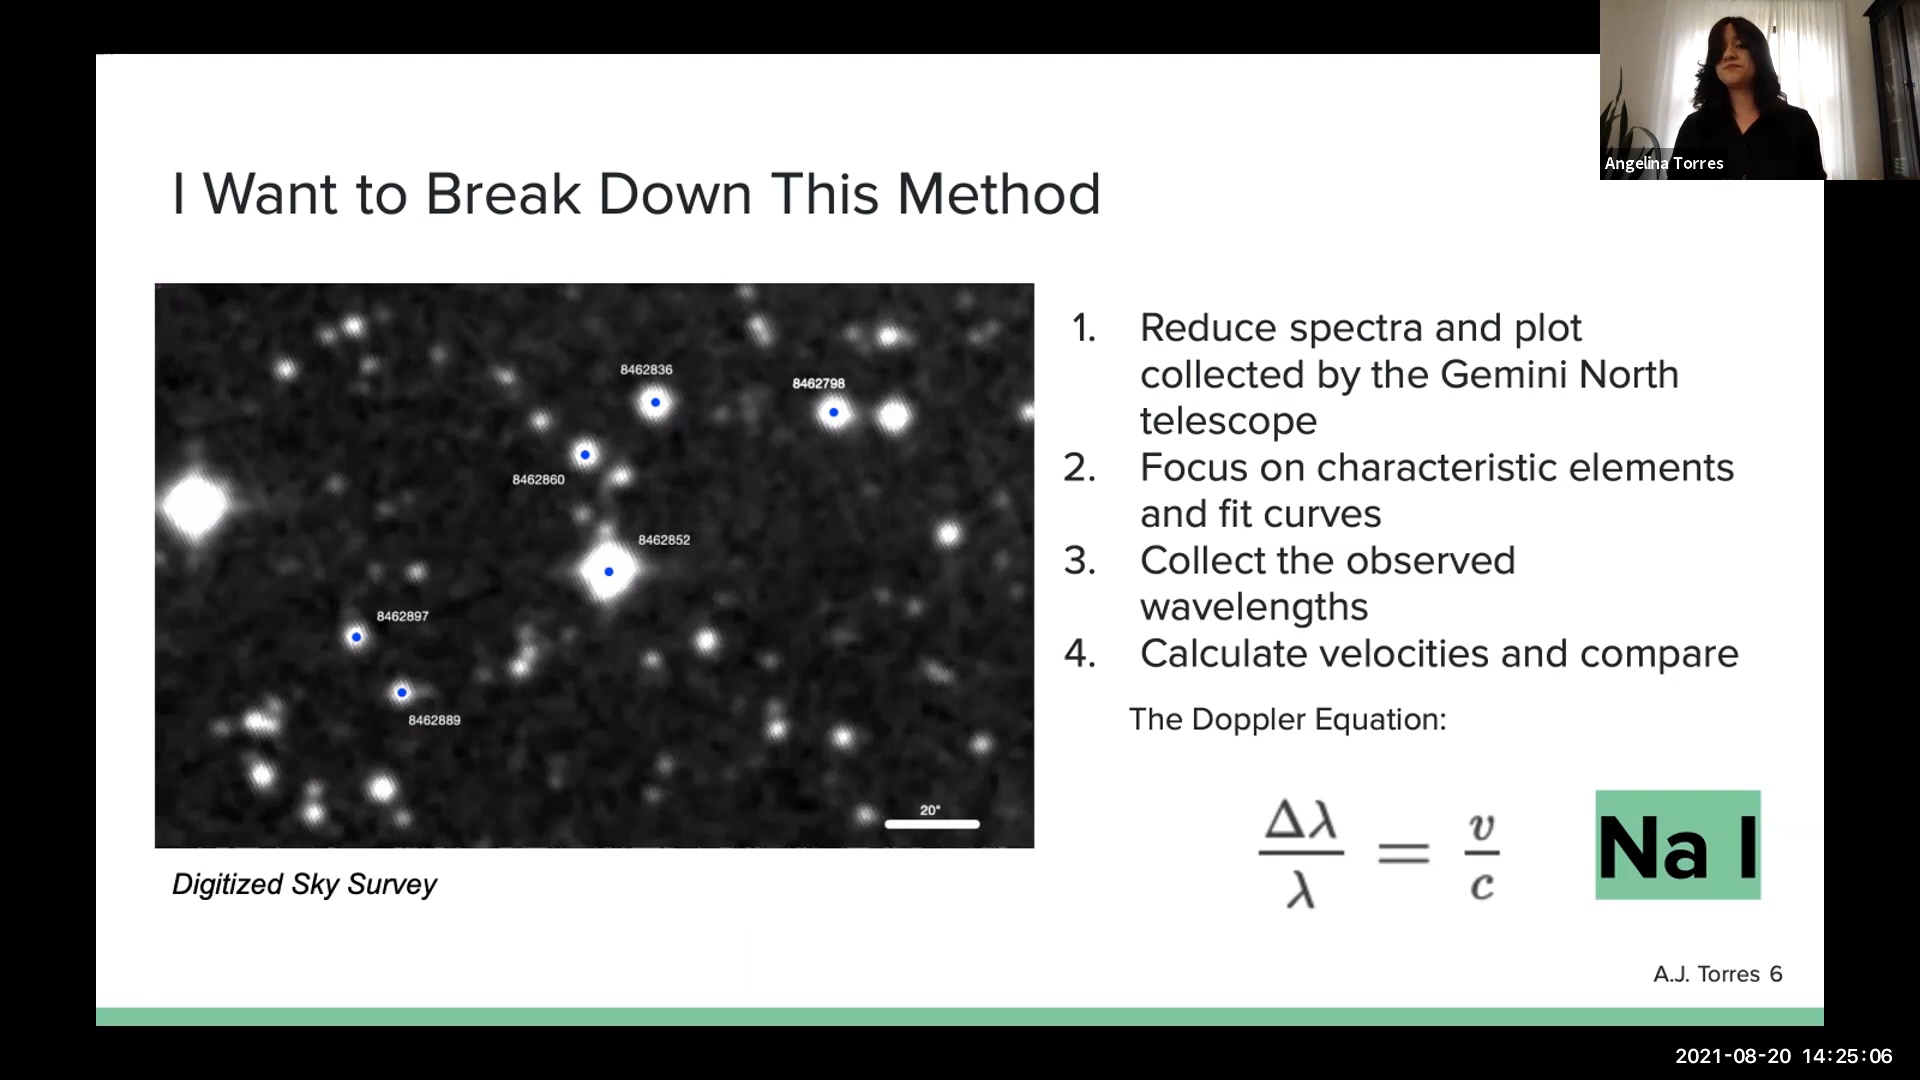 Angelina Torres
I Want to Break Down This Method
8462836
8462798
8462860
8462852
8462897
8462889
20"
Digitized Sky Survey
1. Reduce spectra and plot
collected by the Gemini North
telescope
2. Focus on characteristic elements
and fit curves
3. Collect the observed
wavelengths
4. Calculate velocities and compare
The Doppler Equation:
Δλ/λ = v/c
Na I
A.J. Torres 6
2021-08-20 14:25:06